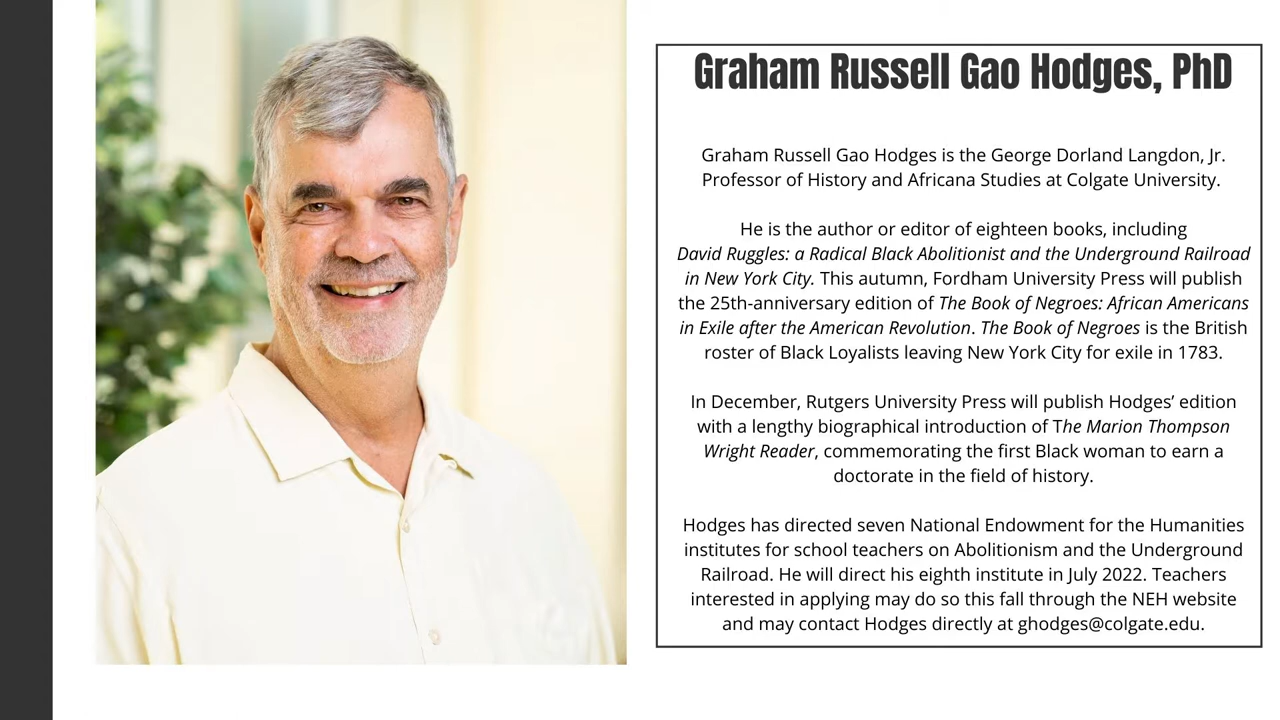 Graham Russell Gao Hodges, PhD
Graham Russell Gao Hodges is the George Dorland Langdon, Jr.
Professor of History and Africana Studies at Colgate University.
He is the author or editor of eighteen books, including
David Ruggles: a Radical Black Abolitionist and the Underground Railroad
in New York City. This autumn, Fordham University Press will publish
the 25th-anniversary edition of The Book of Negroes: African Americans
in Exile after the American Revolution. The Book of Negroes is the British
roster of Black Loyalists leaving New York City for exile in 1783.
In December, Rutgers University Press will publish Hodges’ edition
with a lengthy biographical introduction of The Marion Thompson
Wright Reader, commemorating the first Black woman to earn a
doctorate in the field of history.
Hodges has directed seven National Endowment for the Humanities
institutes for school teachers on Abolitionism and the Underground
Railroad. He will direct his eighth institute in July 2022. Teachers
interested in applying may do so this fall through the NEH website
and may contact Hodges directly at ghodges@colgate.edu.